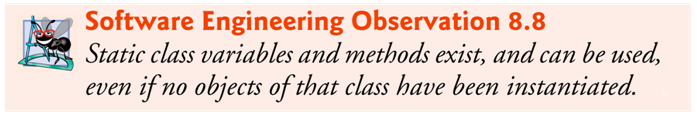 Software Engineering Observation 8.8
Static class variables and methods exist, and can be used,
even if no objects of that class have been instantiated.